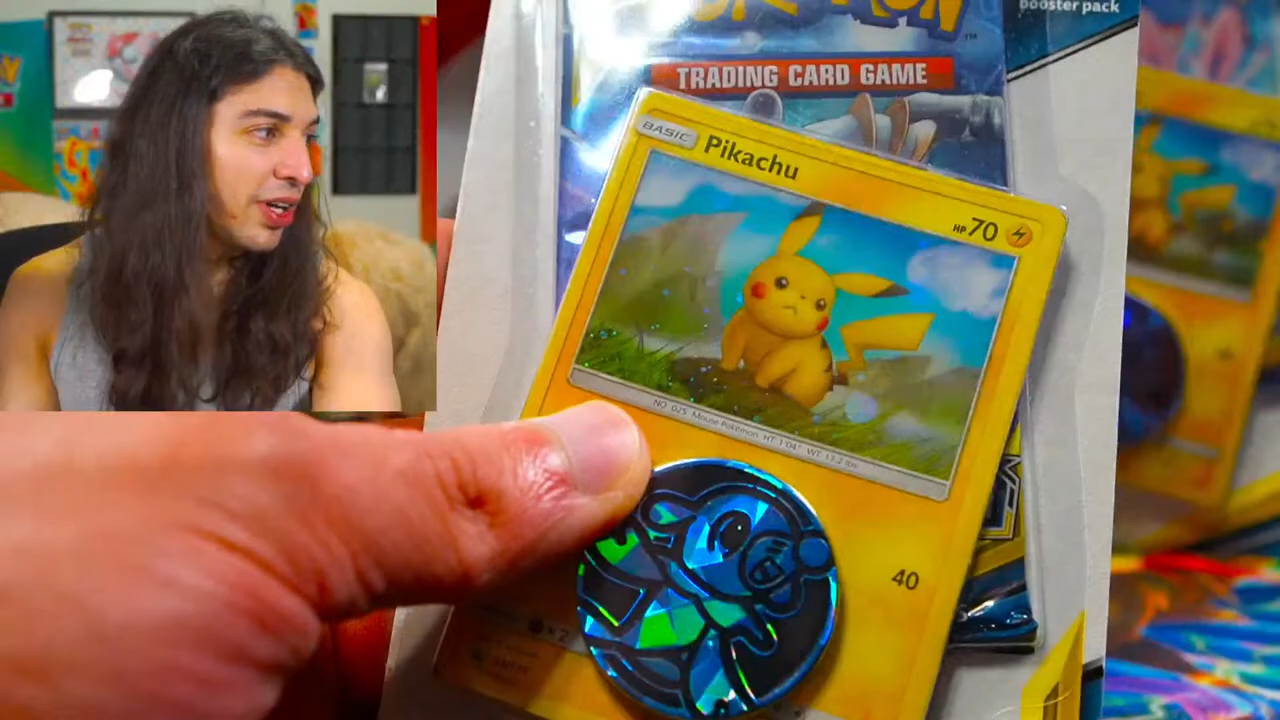 booster pack
TRADING CARD GAME
BASIC
Pikachu
HP 70
NO. 025 Mouse Pokémon HT: 1'04" WT: 13.2 lbs.
40
×2